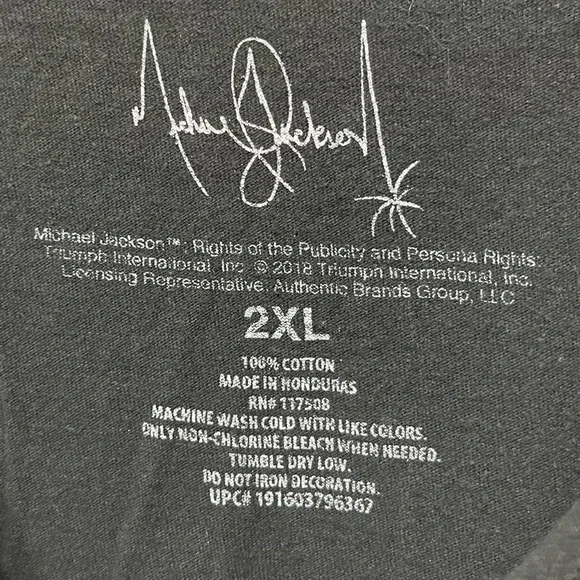 Michael Jackson
Michael Jackson™; Rights of the Publicity and Persona Rights:
Triumph International, Inc. © 2018 Triumph International, Inc.
Licensing Representative: Authentic Brands Group, LLC
2XL
100% COTTON
MADE IN HONDURAS
RN# 117508
MACHINE WASH COLD WITH LIKE COLORS.
ONLY NON-CHLORINE BLEACH WHEN NEEDED.
TUMBLE DRY LOW.
DO NOT IRON DECORATION.
UPC# 191603796367